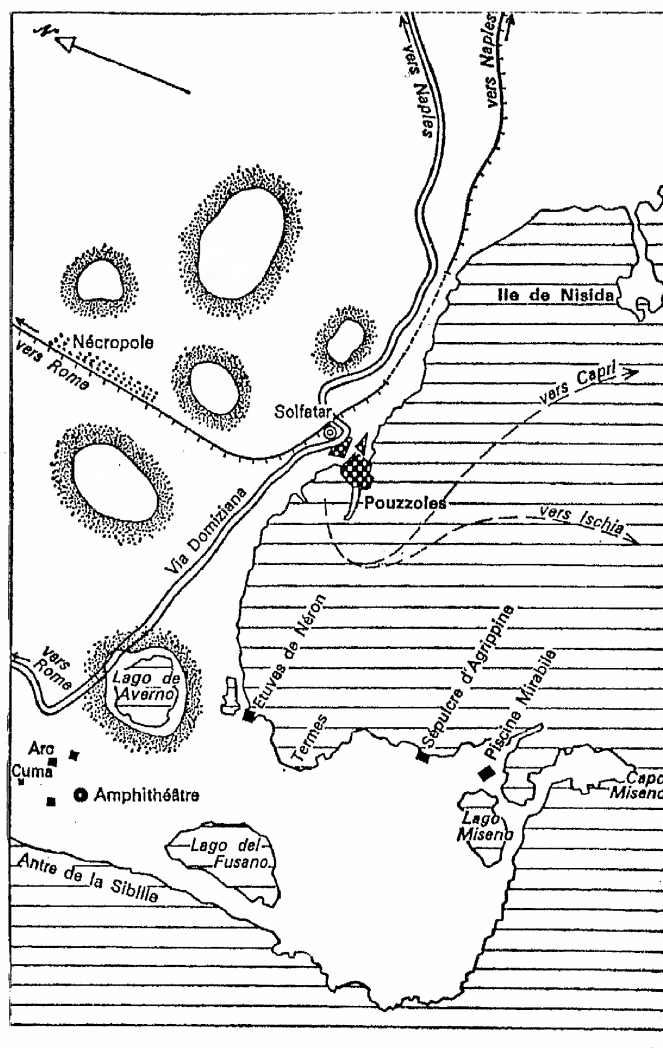 N
vers Naples
vers Naples
Ile de Nisida
Nécropole
vers Rome
vers Capri
Solfatar
Pouzzoles
vers Ischia
Via Domiziana
vers
Rome
Lago de
Averno
Etuves de Néron
Termes
Sépulcre d'Agrippine
Piscine Mirabile
Arc
Cuma
Amphithéâtre
Capo
Miseno
Lago
Miseno
Lago del
Fusano
Antre de la Sibille